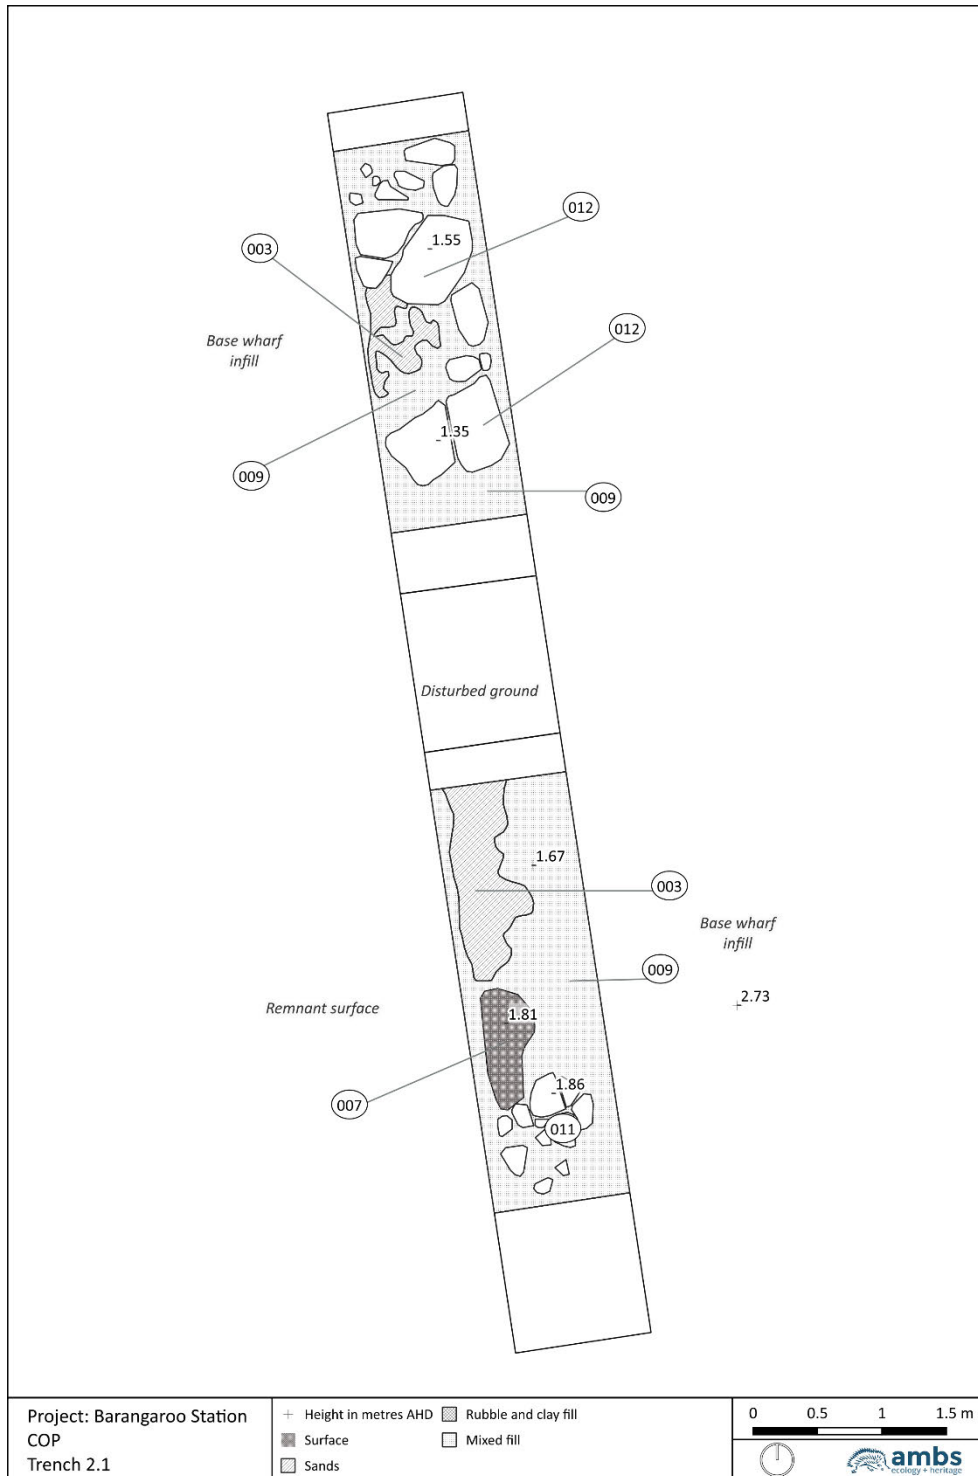 012
1.55
003
Base wharf
infill
012
1.35
009
009
Disturbed ground
1.67
003
Base wharf
infill
009
2.73
Remnant surface
1.81
007
1.86
011
Project: Barangaroo Station
COP
Trench 2.1
Height in metres AHD
Surface
Sands
Rubble and clay fill
Mixed fill
0 0.5 1 1.5 m
ambs
ecology + heritage